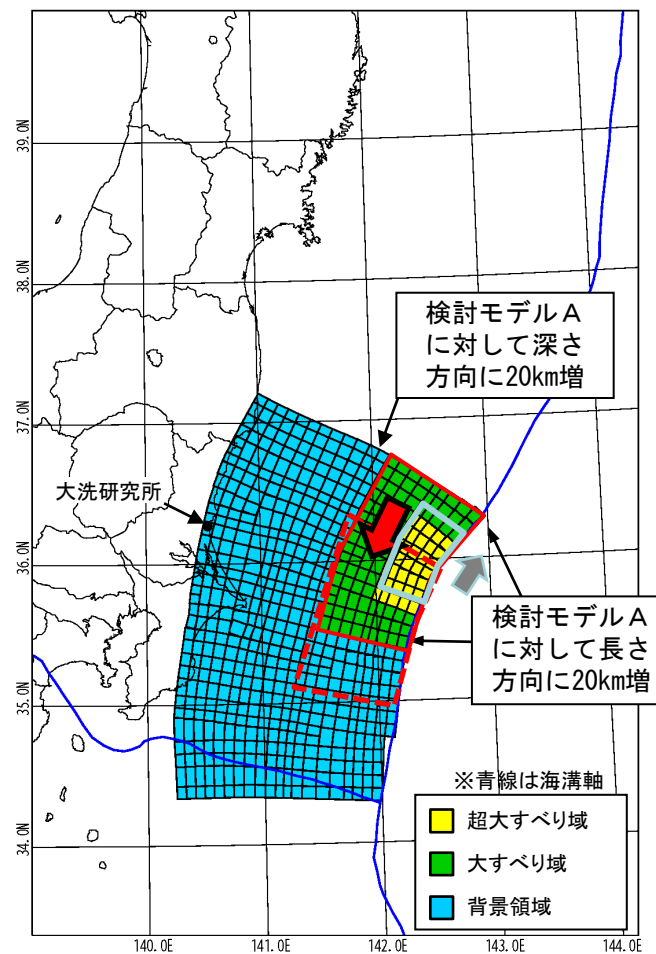 39.0N
38.0N
検討モデルA
に対して深さ
方向に20km増
37.0N
大洗研究所
36.0N
検討モデルA
に対して長さ
方向に20km増
35.0N
※青線は海溝軸
超大すべり域
大すべり域
背景領域
34.0N
140.0E
141.0E
142.0E
143.0E
144.0E